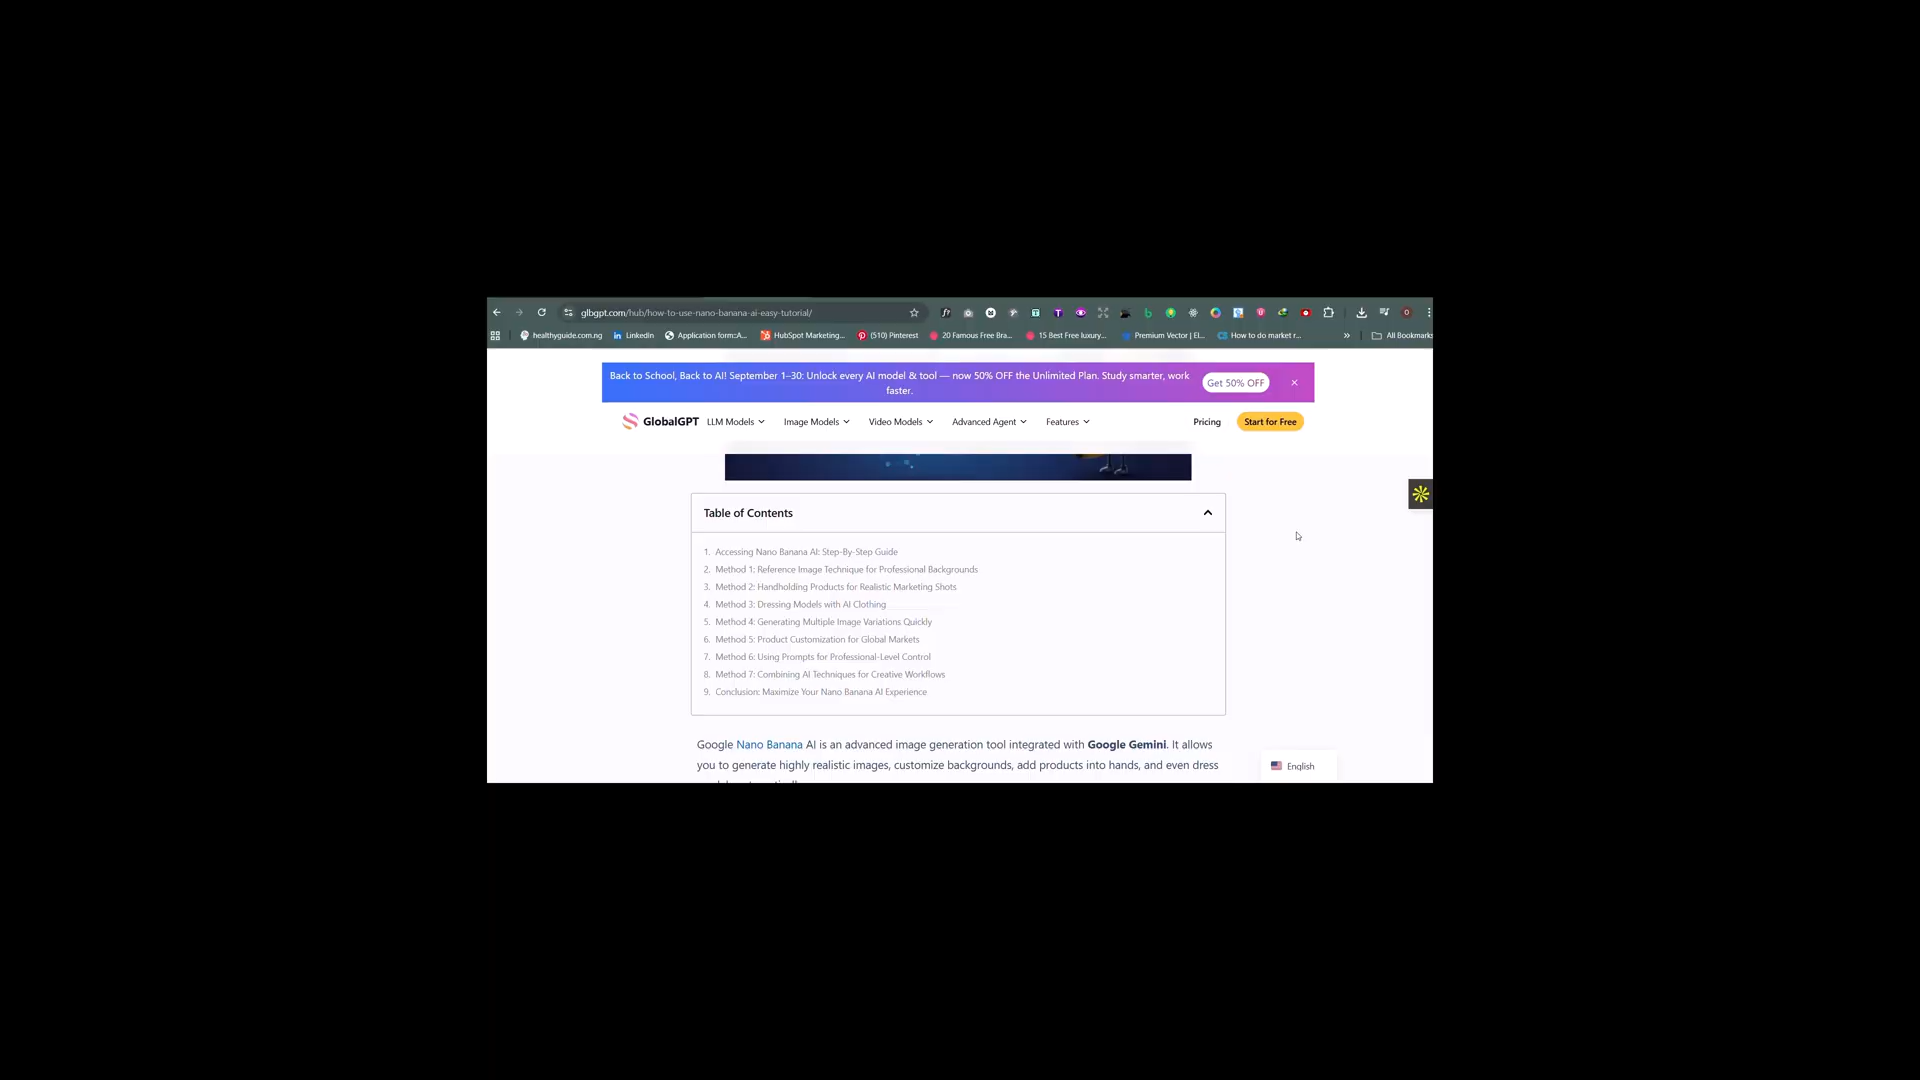 glbgpt.com/hub/how-to-use-nano-banana-ai-easy-tutorial/
healthyguide.com.ng LinkedIn Application form::A... HubSpot Marketing... (510) Pinterest 20 Famous Free Bra... 15 Best Free luxury... Premium Vector | El... How to do market r... » All Bookmarks
Back to School, Back to AI! September 1–30: Unlock every AI model & tool — now 50% OFF the Unlimited Plan. Study smarter, work
faster.
Get 50% OFF
GlobalGPT LLM Models Image Models Video Models Advanced Agent Features Pricing Start for Free
Table of Contents
1. Accessing Nano Banana AI: Step-By-Step Guide
2. Method 1: Reference Image Technique for Professional Backgrounds
3. Method 2: Handholding Products for Realistic Marketing Shots
4. Method 3: Dressing Models with AI Clothing
5. Method 4: Generating Multiple Image Variations Quickly
6. Method 5: Product Customization for Global Markets
7. Method 6: Using Prompts for Professional-Level Control
8. Method 7: Combining AI Techniques for Creative Workflows
9. Conclusion: Maximize Your Nano Banana AI Experience
Google Nano Banana AI is an advanced image generation tool integrated with Google Gemini. It allows
you to generate highly realistic images, customize backgrounds, add products into hands, and even dress
English